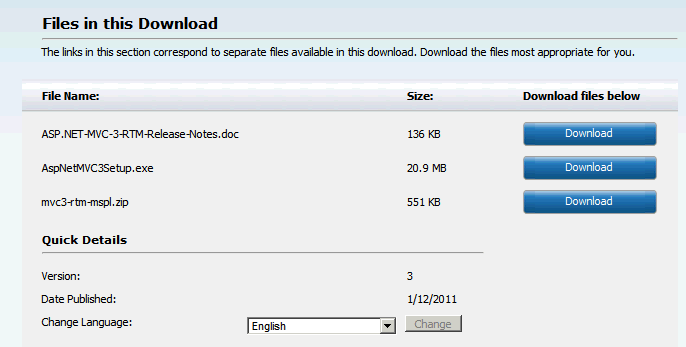 Files in this Download
The links in this section correspond to separate files available in this download. Download the files most appropriate for you.
File Name: Size: Download files below
ASP.NET-MVC-3-RTM-Release-Notes.doc 136 KB Download
AspNetMVC3Setup.exe 20.9 MB Download
mvc3-rtm-mspl.zip 551 KB Download
Quick Details
Version: 3
Date Published: 1/12/2011
Change Language: English Change